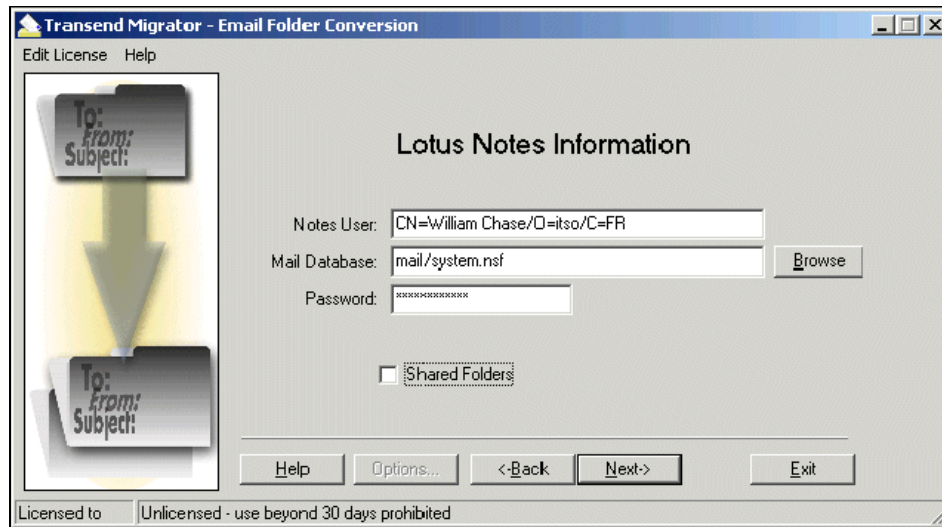 Transend Migrator - Email Folder Conversion
Edit License Help
To:
From:
Subject:
Lotus Notes Information
Notes User: CN=William Chase/O=itso/C=FR
Mail Database: mail/system.nsf Browse
Password: ************
Shared Folders
To:
From:
Subject:
Help Options... <-Back Next-> Exit
Licensed to Unlicensed - use beyond 30 days prohibited